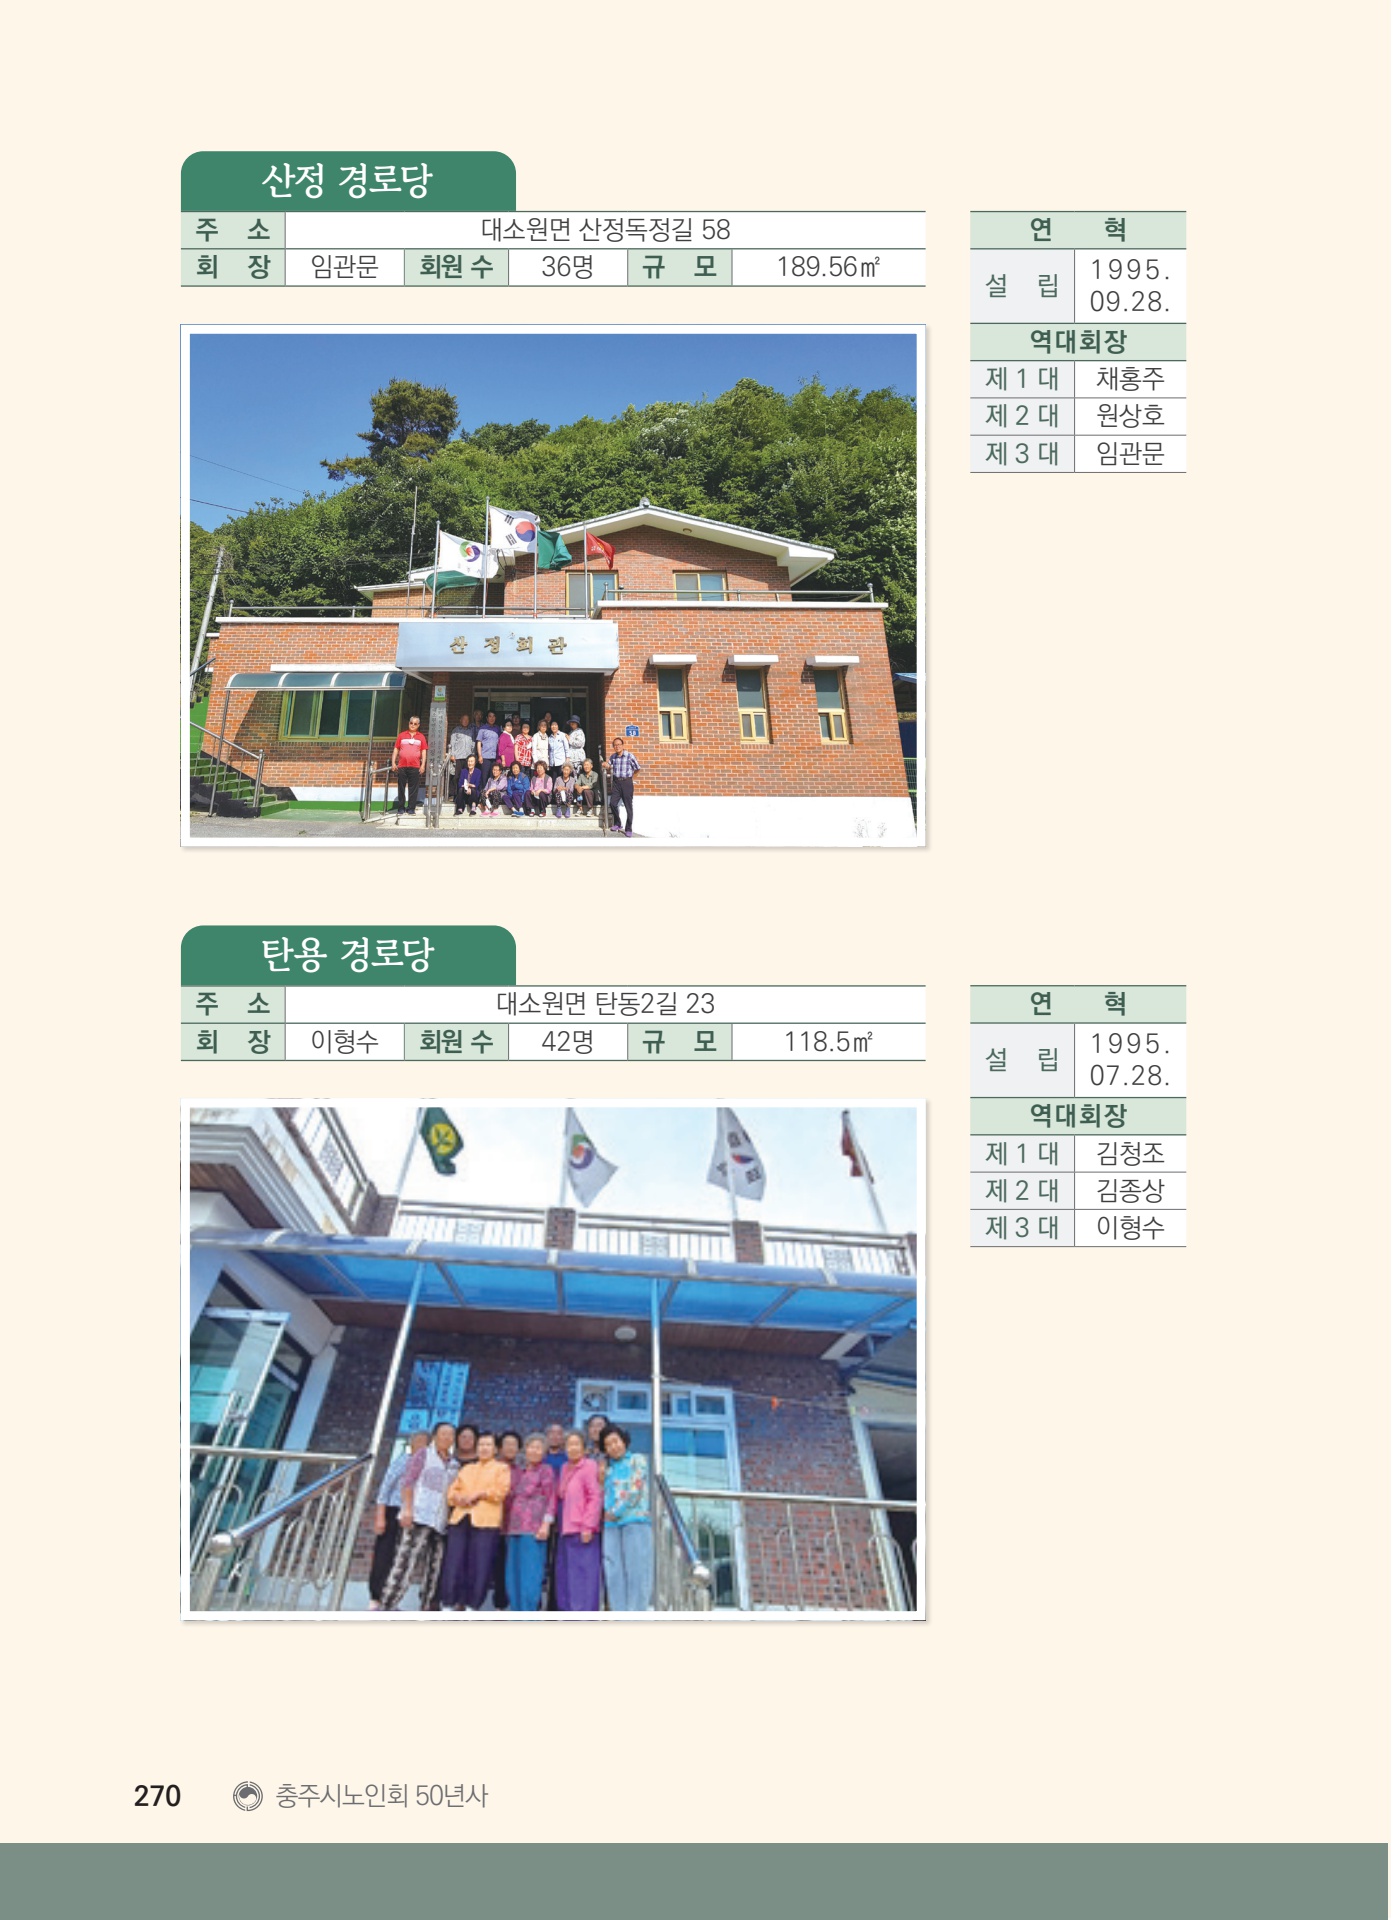 산정 경로당
주 소 대소원면 산정독정길 58
회 장 임관문 회원 수 36명 규 모 189.56㎡
연 혁
설 립 1995.
09.28.
역대회장
제 1 대 채홍주
제 2 대 원상호
제 3 대 임관문
산정회관
58
탄용 경로당
주 소 대소원면 탄동2길 23
회 장 이형수 회원 수 42명 규 모 118.5㎡
연 혁
설 립 1995.
07.28.
역대회장
제 1 대 김청조
제 2 대 김종상
제 3 대 이형수
270 충주시노인회 50년사